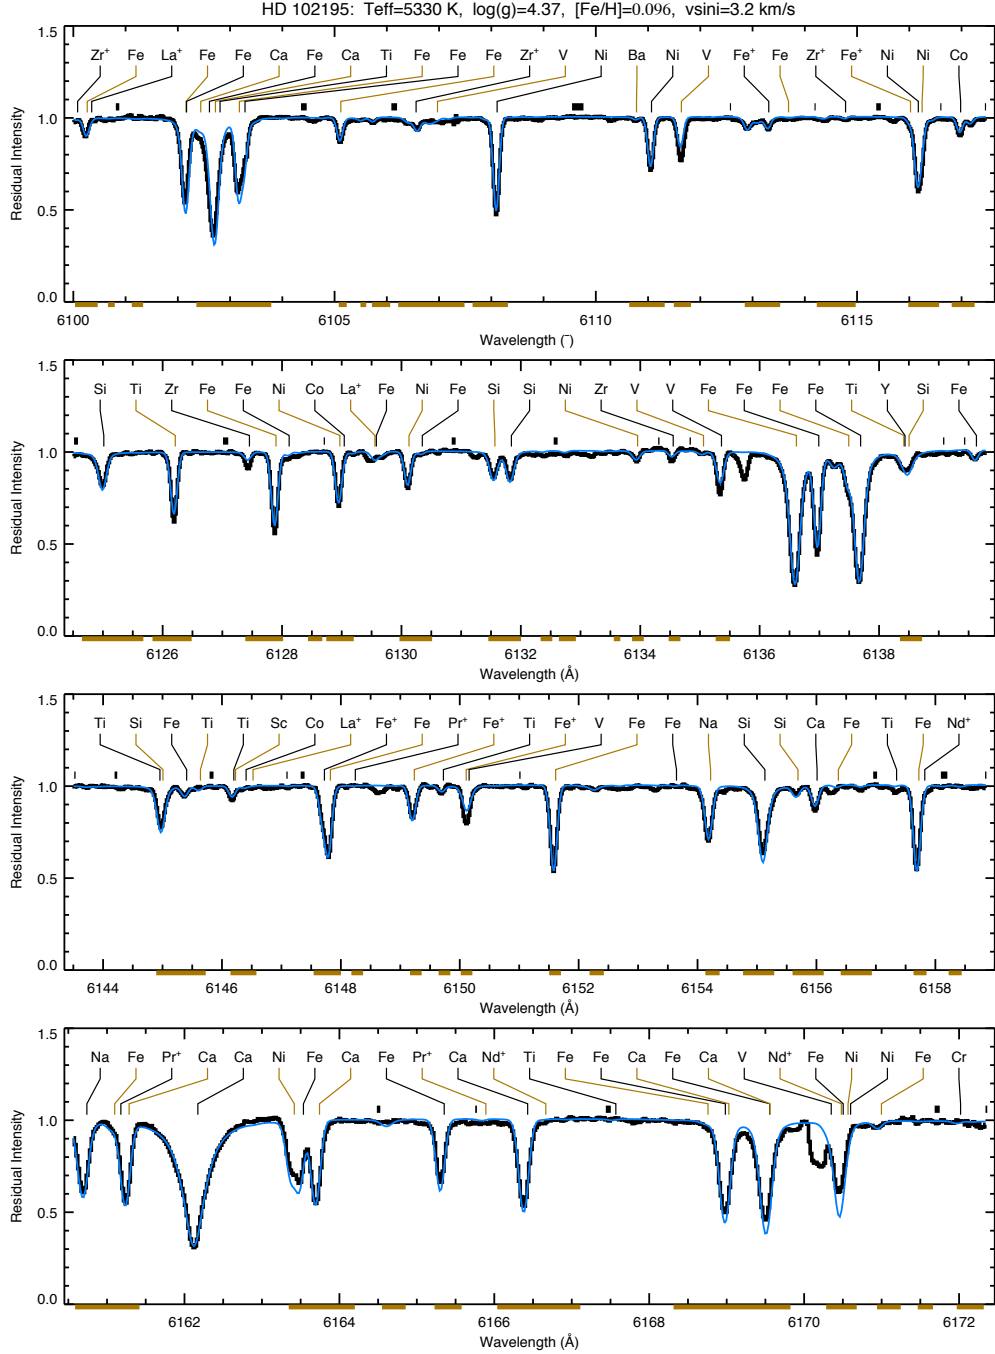 HD 102195: Teff=5330 K, log(g)=4.37, [Fe/H]=0.096, vsini=3.2 km/s
1.5
Zr+ Fe La+ Fe Fe Ca Fe Ca Ti Fe Fe Fe Zr+ V Ni Ba Ni V Fe+ Fe Zr+ Fe+ Ni Ni Co
1.0
Residual Intensity
0.5
0.0
6100 6105 6110 6115
Wavelength (¯)
1.5
Si Ti Zr Fe Fe Ni Co La+ Fe Ni Fe Si Si Ni Zr V V Fe Fe Fe Fe Ti Y Si Fe
1.0
Residual Intensity
0.5
0.0
6126 6128 6130 6132 6134 6136 6138
Wavelength (Å)
1.5
Ti Si Fe Ti Ti Sc Co La+ Fe+ Fe Pr+ Fe+ Ti Fe+ V Fe Fe Na Si Si Ca Fe Ti Fe Nd+
1.0
Residual Intensity
0.5
0.0
6144 6146 6148 6150 6152 6154 6156 6158
Wavelength (Å)
1.5
Na Fe Pr+ Ca Ca Ni Fe Ca Fe Pr+ Ca Nd+ Ti Fe Fe Ca Fe Ca V Nd+ Fe Ni Ni Fe Cr
1.0
Residual Intensity
0.5
0.0
6162 6164 6166 6168 6170 6172
Wavelength (Å)